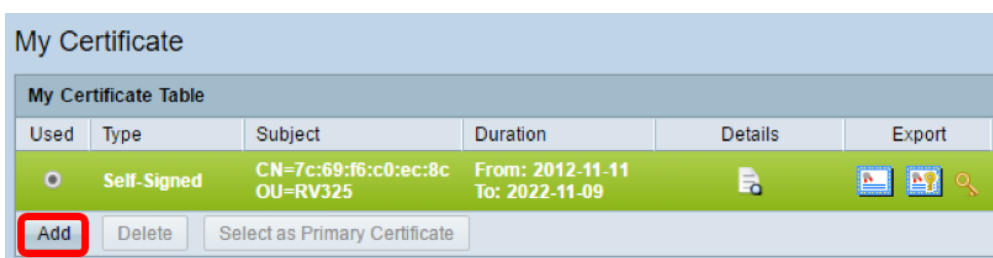 My Certificate
My Certificate Table
Used Type Subject Duration Details Export
Self-Signed CN=7c:69:f6:c0:ec:8c From: 2012-11-11
OU=RV325 To: 2022-11-09
Add Delete Select as Primary Certificate